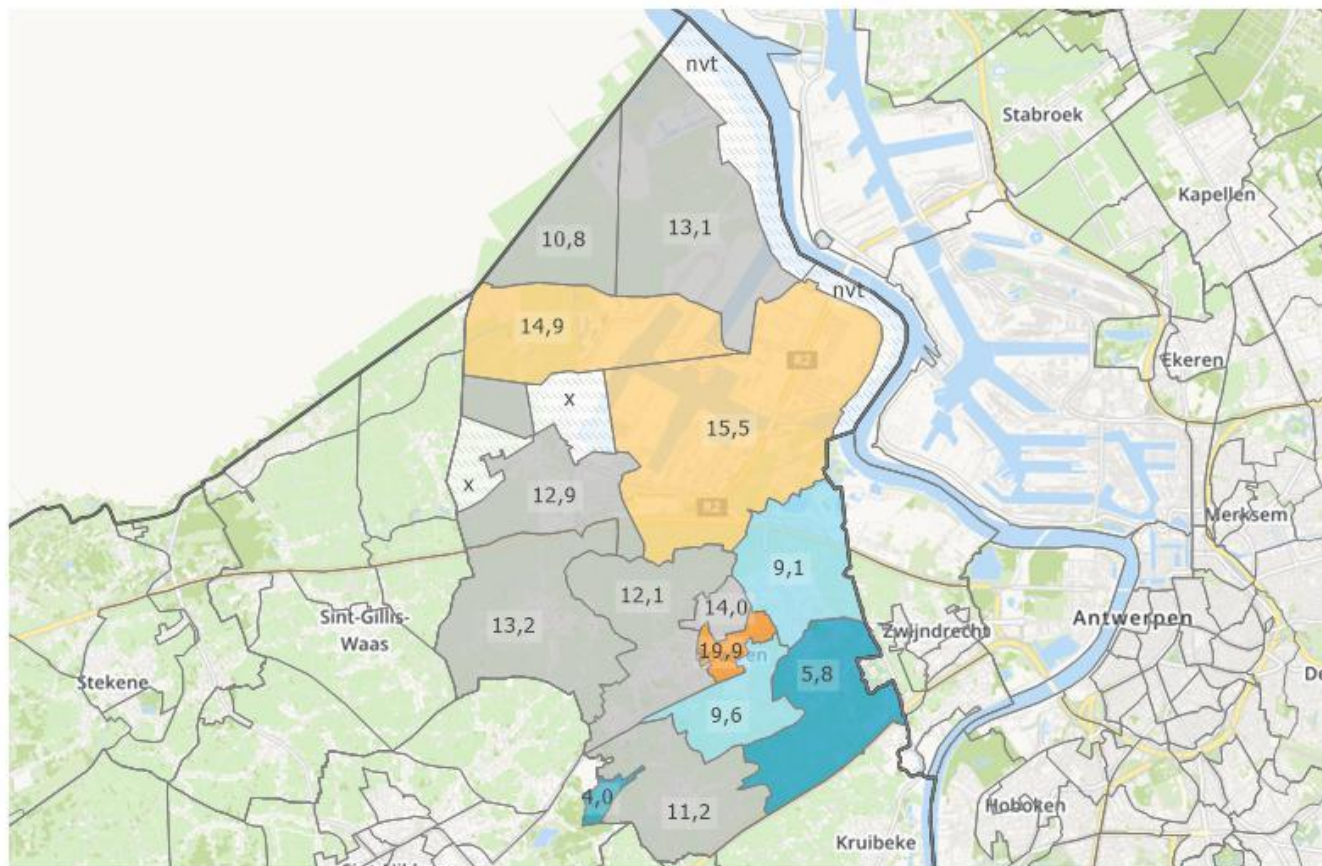 nvt
Stabroek
Kapellen
10,8
13,1
nvt
14,9
R2
Ekeren
x
15,5
x
12,9
R2
Merksem
9,1
12,1
14,0
Sint-Gillis-
Waas
13,2
Zwijndrecht
Antwerpen
19,9
Stekene
5,8
9,6
4,0
11,2
Hoboken
Kruibeke